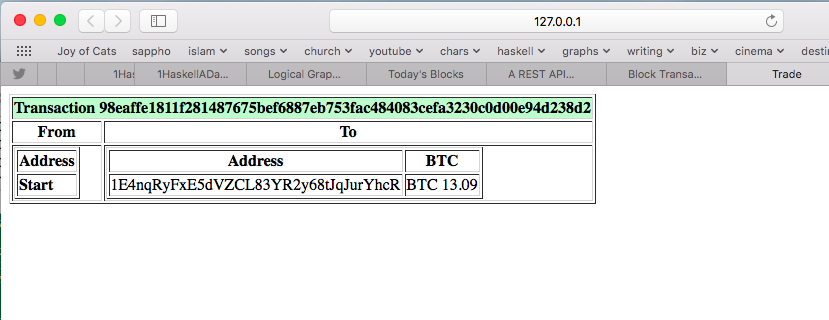 127.0.0.1
Joy of Cats sappho islam songs church youtube chars haskell graphs writing biz cinema destin
1Has 1HaskellADa... Logical Grap... Today's Blocks A REST API... Block Transa... Trade
Transaction 98eaffe1811f281487675bef6887eb753fac484083cefa3230c0d00e94d238d2
From To
Address Address BTC
Start 1E4nqRyFxE5dVZCL83YR2y68tJqJurYhcR BTC 13.09